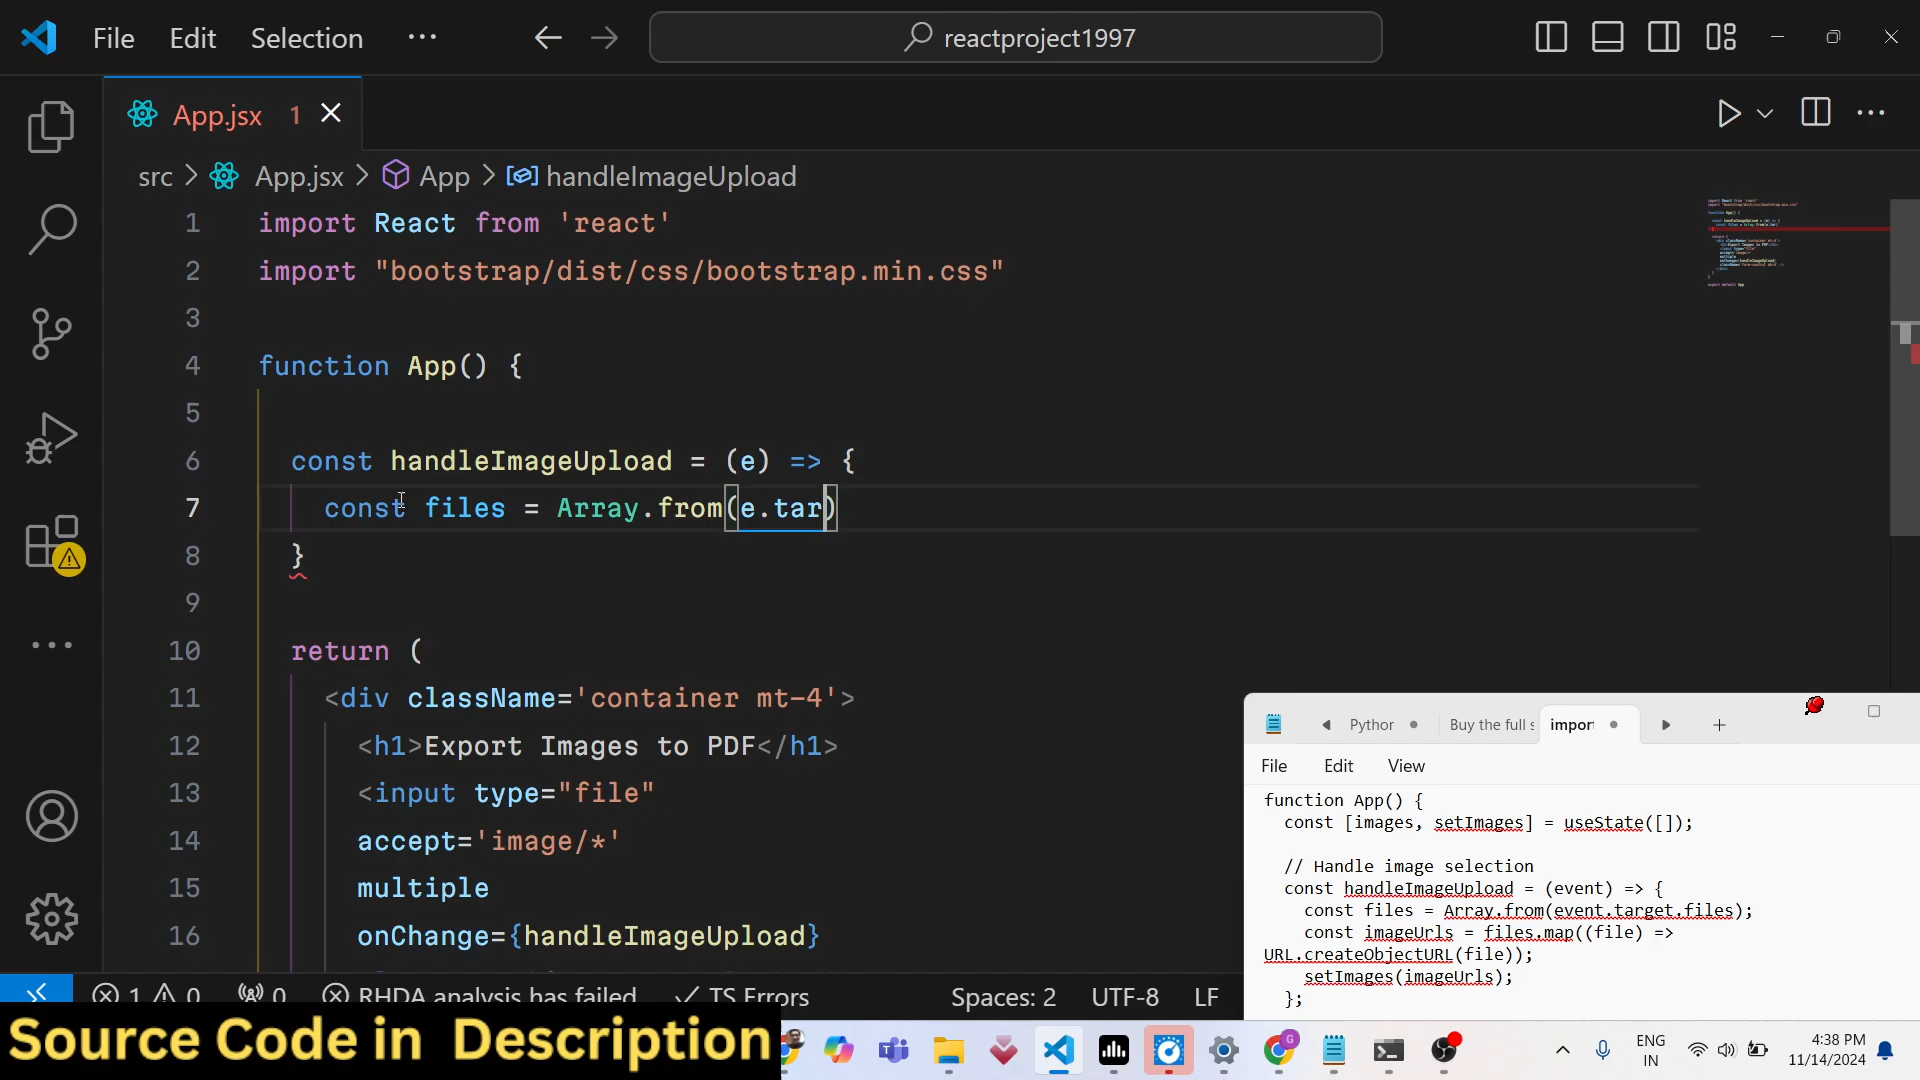 File Edit Selection ··· reactproject1997
App.jsx 1
src > App.jsx > App > handleImageUpload
1 import React from 'react'
2 import "bootstrap/dist/css/bootstrap.min.css"
3
4 function App() {
5
6 const handleImageUpload = (e) => {
7 const files = Array.from(e.tar)
8 }
9
10 return (
11 <div className='container mt-4'>
12 <h1>Export Images to PDF</h1>
13 <input type="file"
14 accept='image/*'
15 multiple
16 onChange={handleImageUpload}
1 0 0 RHDA analysis has failed TS Errors Spaces: 2 UTF-8 LF
Python Buy the full s import
File Edit View
function App() {
const [images, setImages] = useState([]);
// Handle image selection
const handleImageUpload = (event) => {
const files = Array.from(event.target.files);
const imageUrls = files.map((file) =>
URL.createObjectURL(file));
setImages(imageUrls);
};
Source Code in Description
ENG
IN
4:38 PM
11/14/2024